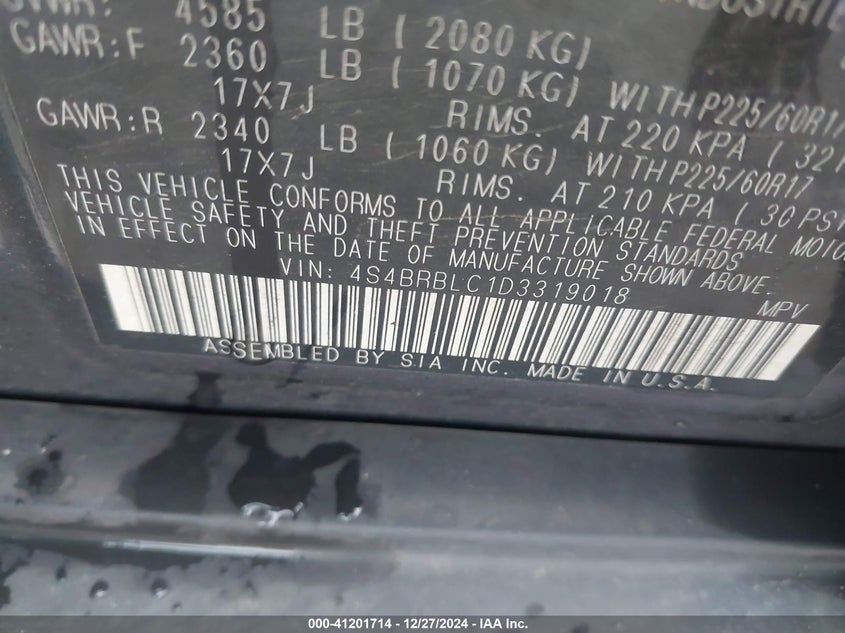 GVWR: 4585 LB ( 2080 KG)
GAWR:F 2360 LB ( 1070 KG) WITH P225/60R17
17X7J RIMS. AT 220 KPA ( 32
GAWR:R 2340 LB ( 1060 KG) WITH P225/60R17
17X7J RIMS. AT 210 KPA ( 30 PSI
THIS VEHICLE CONFORMS TO ALL APPLICABLE FEDERAL MOTOR
VEHICLE SAFETY AND THEFT PREVENTION STANDARDS
IN EFFECT ON THE DATE OF MANUFACTURE SHOWN ABOVE.
VIN: 4S4BRBLC1D3319018 MPV
ASSEMBLED BY SIA INC. MADE IN U.S.A.
000-41201714 - 12/27/2024 - IAA Inc.